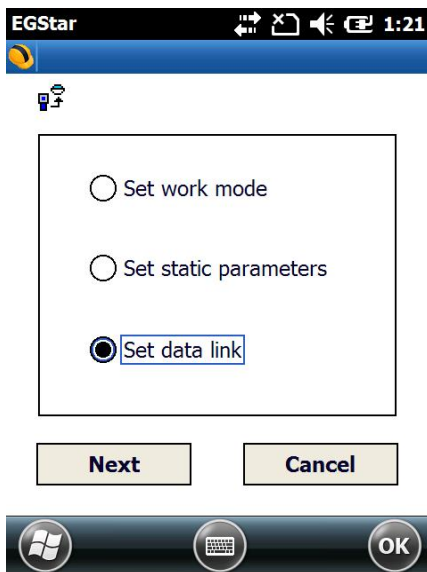 EGStar 1:21
Set work mode
Set static parameters
Set data link
Next Cancel
OK